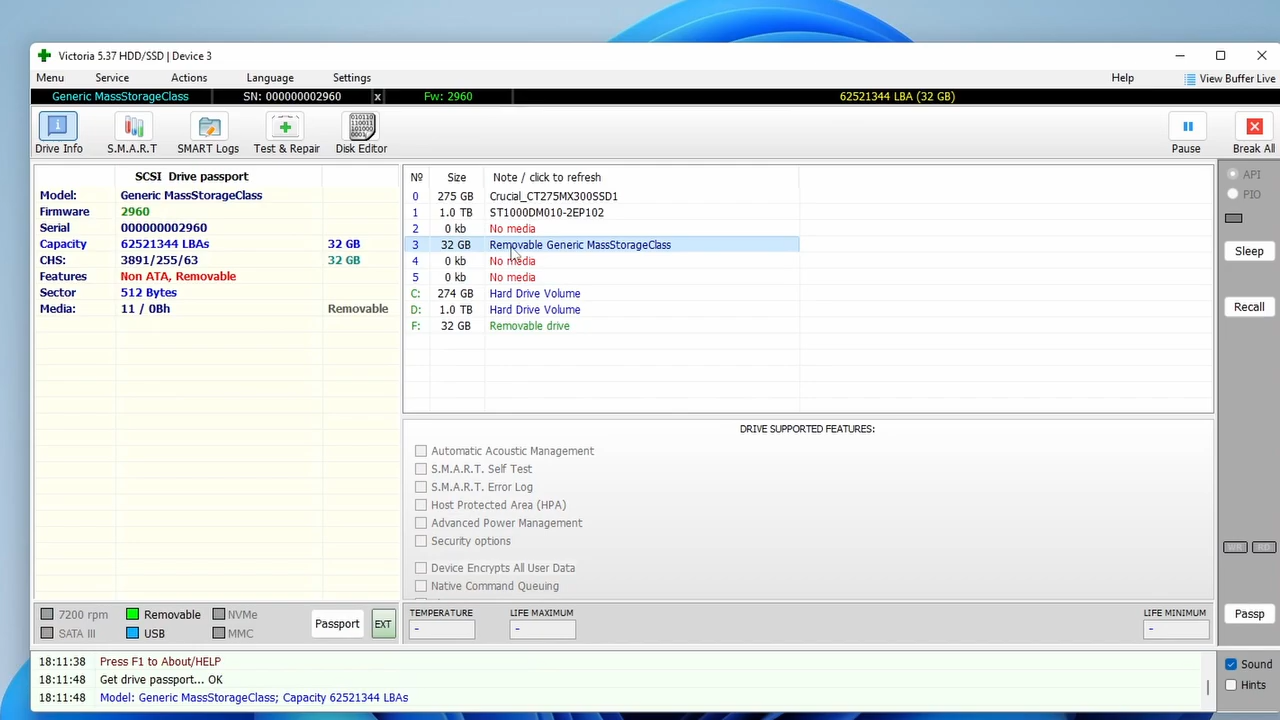 Victoria 5.37 HDD/SSD | Device 3
Menu Service Actions Language Settings Help View Buffer Live
Generic MassStorageClass SN: 000000002960 x Fw: 2960 62521344 LBA (32 GB)
Drive Info S.M.A.R.T SMART Logs Test & Repair Disk Editor Pause Break All
SCSI Drive passport
Model: Generic MassStorageClass
Firmware 2960
Serial 000000002960
Capacity 62521344 LBAs 32 GB
CHS: 3891/255/63 32 GB
Features Non ATA, Removable
Sector 512 Bytes
Media: 11 / 0Bh Removable
7200 rpm Removable NVMe
SATA III USB MMC
Passport EXT
Nº Size Note / click to refresh
0 275 GB Crucial_CT275MX300SSD1
1 1.0 TB ST1000DM010-2EP102
2 0 kb No media
3 32 GB Removable Generic MassStorageClass
4 0 kb No media
5 0 kb No media
C: 274 GB Hard Drive Volume
D: 1.0 TB Hard Drive Volume
F: 32 GB Removable drive
DRIVE SUPPORTED FEATURES:
Automatic Acoustic Management
S.M.A.R.T. Self Test
S.M.A.R.T. Error Log
Host Protected Area (HPA)
Advanced Power Management
Security options
Device Encrypts All User Data
Native Command Queuing
TEMPERATURE LIFE MAXIMUM LIFE MINIMUM
- - -
API
PIO
Sleep
Recall
WR RD
Passp
Sound
Hints
18:11:38 Press F1 to About/HELP
18:11:48 Get drive passport... OK
18:11:48 Model: Generic MassStorageClass; Capacity 62521344 LBAs